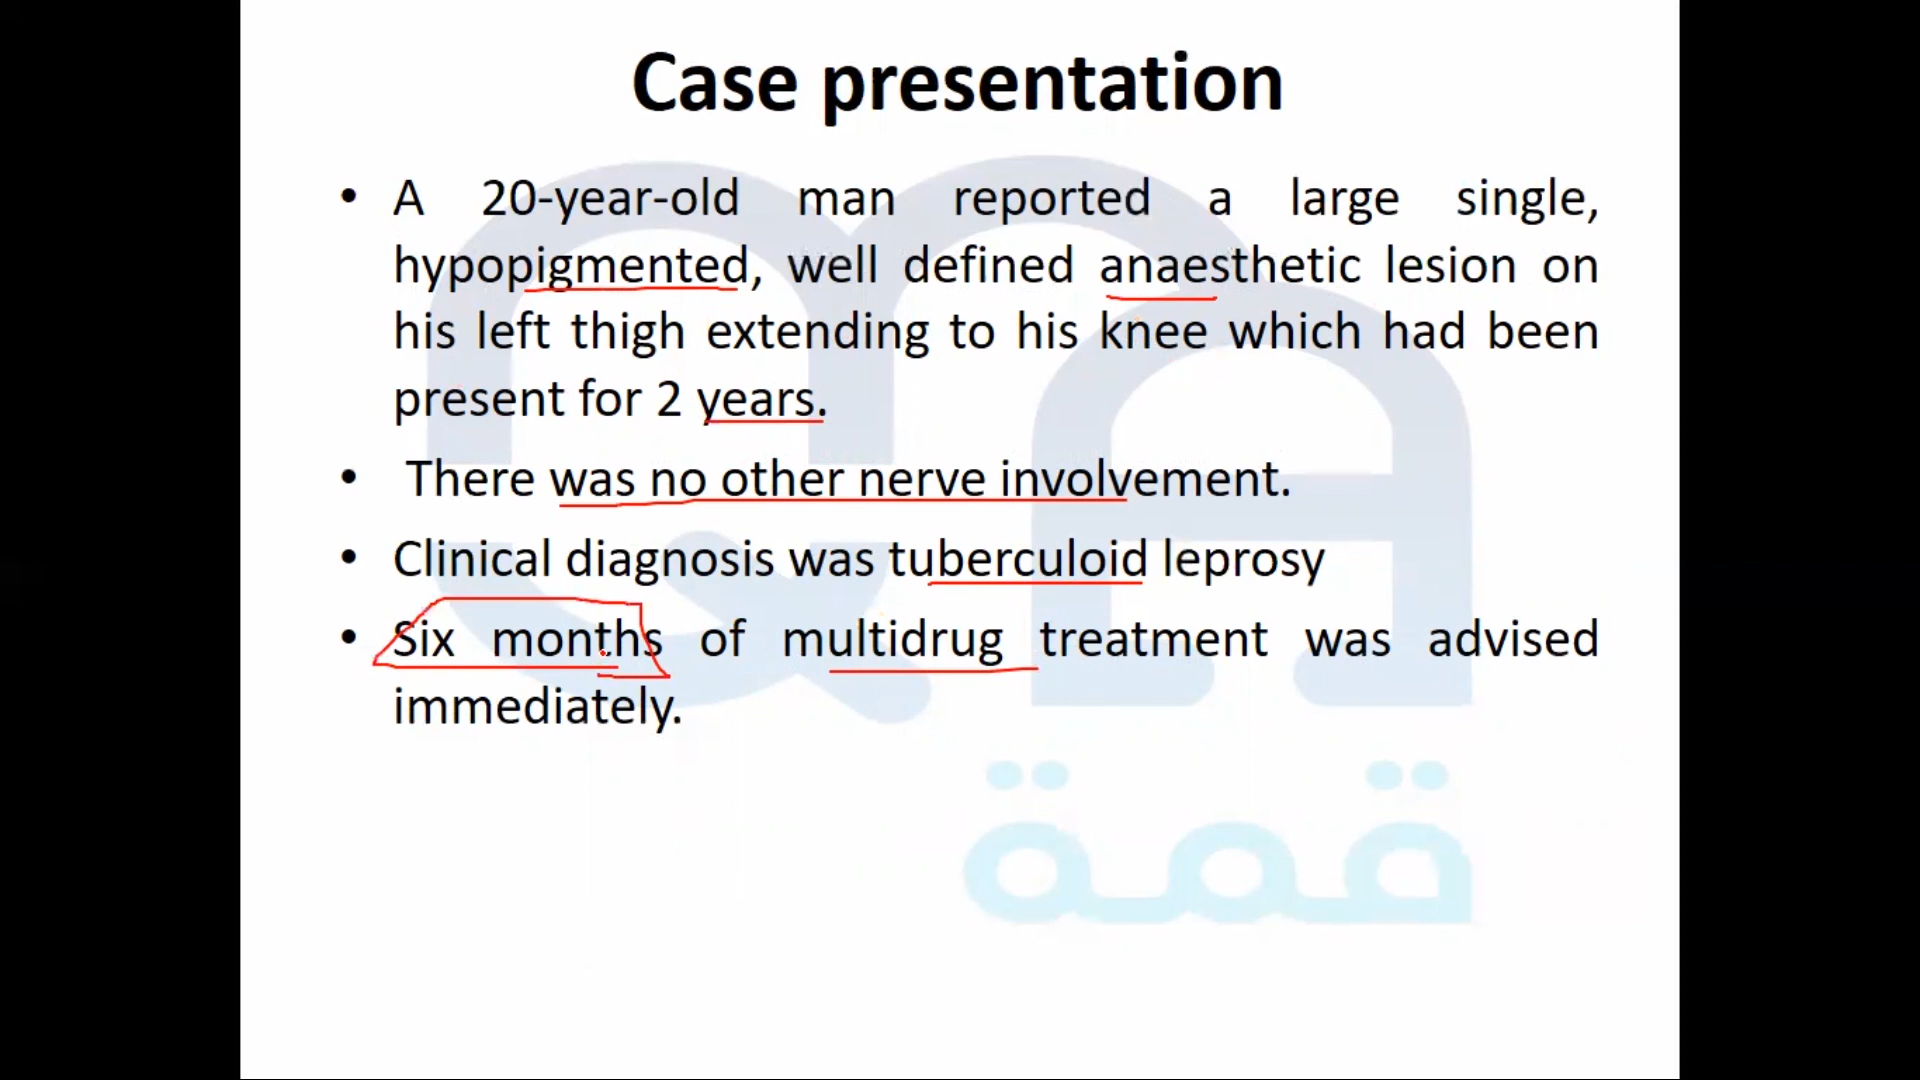 Case presentation
• A 20-year-old man reported a large single,
hypopigmented, well defined anaesthetic lesion on
his left thigh extending to his knee which had been
present for 2 years.
• There was no other nerve involvement.
• Clinical diagnosis was tuberculoid leprosy
• Six months of multidrug treatment was advised
immediately.
QMA
قمة